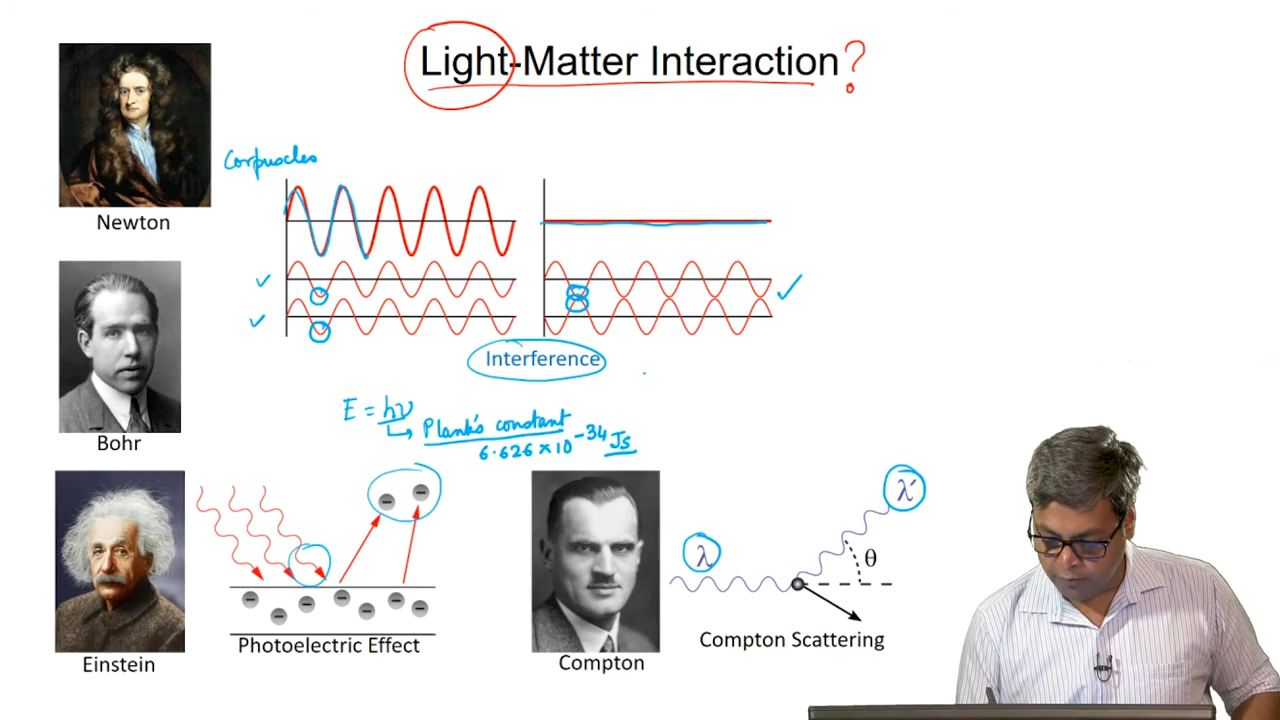 Light-Matter Interaction?
Newton
Corpuscles
Interference
Bohr
E = hν
Plank's constant
6.626 × 10⁻³⁴ Js
Einstein
Photoelectric Effect
Compton
λ
λ'
θ
Compton Scattering